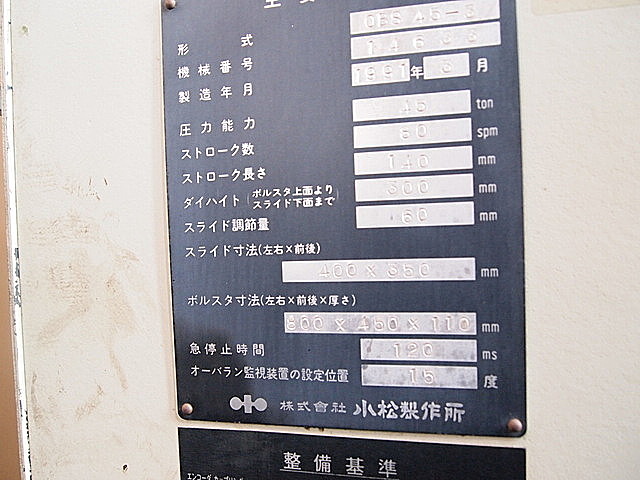 主 要
形 式 OBS 45-3
機械番号 14633
製造年月 1991年 3 月
圧力能力 45 ton
ストローク数 60 spm
ストローク長さ 140 mm
ダイハイト(ボルスタ上面より スライド下面まで) 300 mm
スライド調節量 60 mm
スライド寸法(左右×前後)
400 × 350 mm
ボルスタ寸法(左右×前後×厚さ)
800 × 450 × 110 mm
急停止時間 120 ms
オーバラン監視装置の設定位置 15 度
株式會社 小松製作所
整備基準